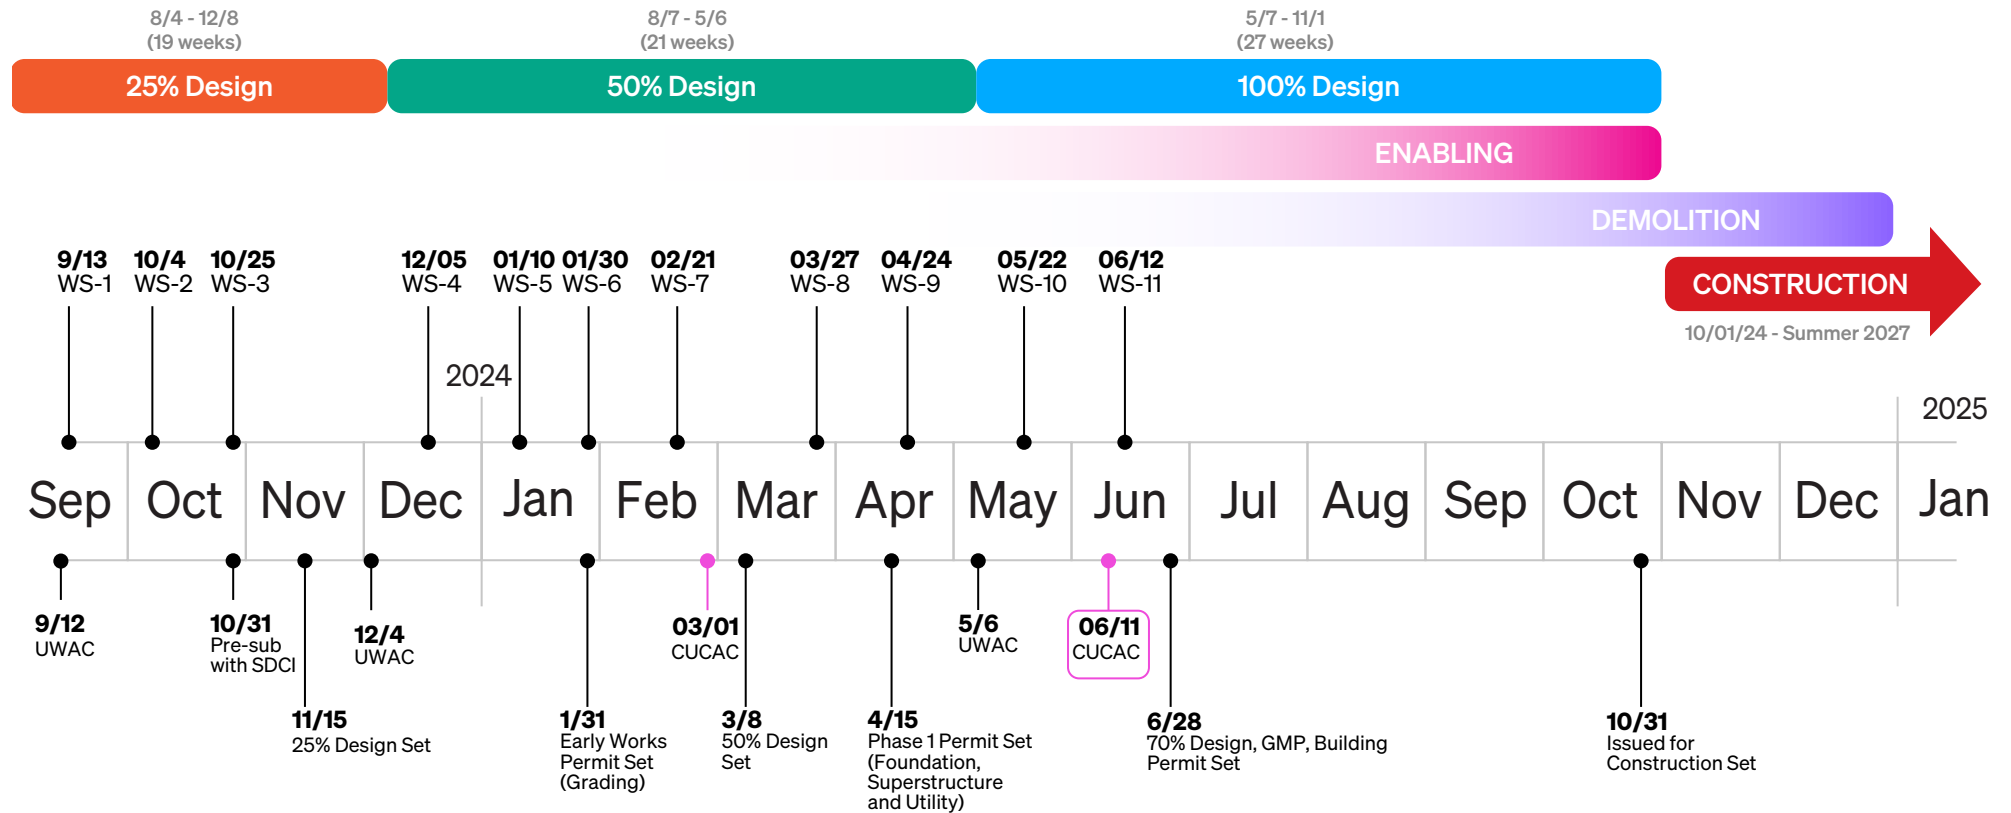 8/4 - 12/8
(19 weeks)
8/7 - 5/6
(21 weeks)
5/7 - 11/1
(27 weeks)
25% Design
50% Design
100% Design
ENABLING
DEMOLITION
CONSTRUCTION
10/01/24 - Summer 2027
9/13
WS-1
10/4
WS-2
10/25
WS-3
12/05
WS-4
01/10
WS-5
01/30
WS-6
02/21
WS-7
03/27
WS-8
04/24
WS-9
05/22
WS-10
06/12
WS-11
2024
2025
Sep
Oct
Nov
Dec
Jan
Feb
Mar
Apr
May
Jun
Jul
Aug
Sep
Oct
Nov
Dec
Jan
9/12
UWAC
10/31
Pre-sub
with SDCI
11/15
25% Design Set
12/4
UWAC
1/31
Early Works
Permit Set
(Grading)
03/01
CUCAC
3/8
50% Design
Set
4/15
Phase 1 Permit Set
(Foundation,
Superstructure
and Utility)
5/6
UWAC
06/11
CUCAC
6/28
70% Design, GMP, Building
Permit Set
10/31
Issued for
Construction Set